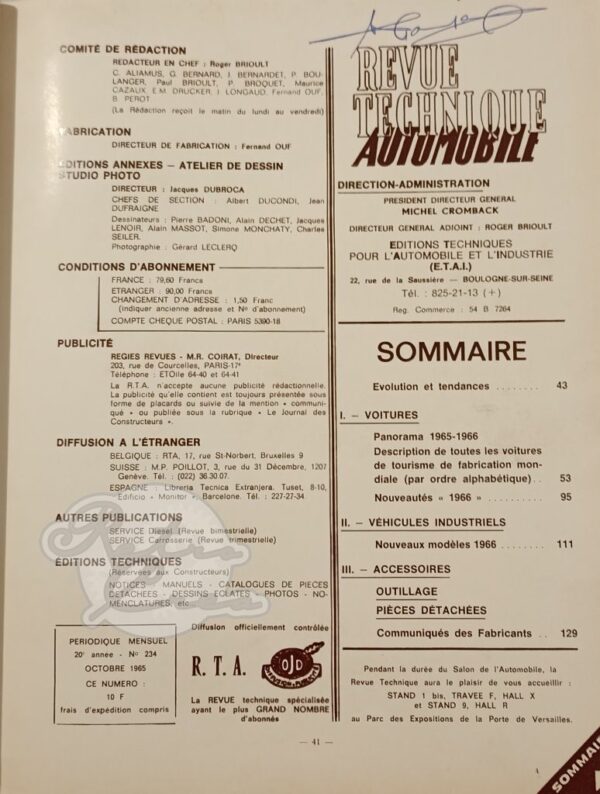 COMITÉ DE RÉDACTION
REDACTEUR EN CHEF : Roger BRIOULT
C. ALIAMUS, G. BERNARD, J. BERNARDET, P. BOU-
LANGER, Paul BRIOULT, P. BROQUET, Maurice
CAZAUX, E.M. DRUCKER, J. LONGAUD, Fernand OUF,
B. PEROT
(La Rédaction reçoit le matin du lundi au vendredi)
FABRICATION
DIRECTEUR DE FABRICATION : Fernand OUF
EDITIONS ANNEXES — ATELIER DE DESSIN
STUDIO PHOTO
DIRECTEUR : Jacques DUBROCA
CHEFS DE SECTION : Albert DUCONDI, Jean
DUFRAIGNE
Dessinateurs : Pierre BADONI, Alain DECHET, Jacques
LENOIR, Alain MASSOT, Simone MONCHATY, Charles
SEILER.
Photographie : Gérard LECLERQ
CONDITIONS D'ABONNEMENT
FRANCE : 79,60 Francs
ETRANGER : 90,00 Francs
CHANGEMENT D'ADRESSE : 1,50 Franc
(indiquer ancienne adresse et Nº d'abonnement)
COMPTE CHEQUE POSTAL : PARIS 5390-18
PUBLICITÉ
REGIES REVUES - M.R. COIRAT, Directeur
203, rue de Courcelles, PARIS-17ᵉ
Téléphone : ETOile 64-40 et 64-41
La R.T.A. n'accepte aucune publicité rédactionnelle.
La publicité qu'elle contient est toujours présentée sous
forme de placards ou suivie de la mention « communi-
qué » ou publiée sous la rubrique « Le Journal des
Constructeurs ».
DIFFUSION A L'ÉTRANGER
BELGIQUE : RTA, 17, rue St-Norbert, Bruxelles 9
SUISSE : M.P. POILLOT, 3, rue du 31 Décembre, 1207
Genève. Tél. : (022) 36.30.07.
ESPAGNE : Libreria Tecnica Extranjera. Tuset, 8-10,
Edificio « Monitor ». Barcelone. Tél. : 227-27-34.
AUTRES PUBLICATIONS
SERVICE Diesel (Revue bimestrielle)
SERVICE Carrosserie (Revue trimestrielle)
ÉDITIONS TECHNIQUES
(Réservées aux Constructeurs)
NOTICES - MANUELS - CATALOGUES DE PIECES
DETACHEES - DESSINS ECLATES - PHOTOS - NO-
MENCLATURES, etc...
PERIODIQUE MENSUEL
20ᵉ année - Nº 234
OCTOBRE 1965
CE NUMERO :
10 F
frais d'expédition compris
Diffusion officiellement contrôlée
R. T. A.
OJD
La REVUE technique spécialisée
ayant le plus GRAND NOMBRE
d'abonnés
REVUE
TECHNIQUE
AUTOMOBILE
DIRECTION-ADMINISTRATION
PRESIDENT DIRECTEUR GENERAL
MICHEL CROMBACK
DIRECTEUR GENERAL ADJOINT : ROGER BRIOULT
EDITIONS TECHNIQUES
POUR L'AUTOMOBILE ET L'INDUSTRIE
(E.T.A.I.)
22, rue de la Saussière — BOULOGNE-SUR-SEINE
Tél. : 825-21-13 (+)
Reg. Commerce : 54 B 7264
SOMMAIRE
Evolution et tendances ........ 43
I. — VOITURES
Panorama 1965-1966
Description de toutes les voitures
de tourisme de fabrication mon-
diale (par ordre alphabétique) .. 53
Nouveautés « 1966 » .......... 95
II. — VÉHICULES INDUSTRIELS
Nouveaux modèles 1966 ........ 111
III. — ACCESSOIRES
OUTILLAGE
PIÈCES DÉTACHÉES
Communiqués des Fabricants .. 129
Pendant la durée du Salon de l'Automobile, la
Revue Technique aura le plaisir de vous accueillir :
STAND 1 bis, TRAVEE F, HALL X
et STAND 9, HALL R
au Parc des Expositions de la Porte de Versailles.
— 41 —
SOMMAIRE